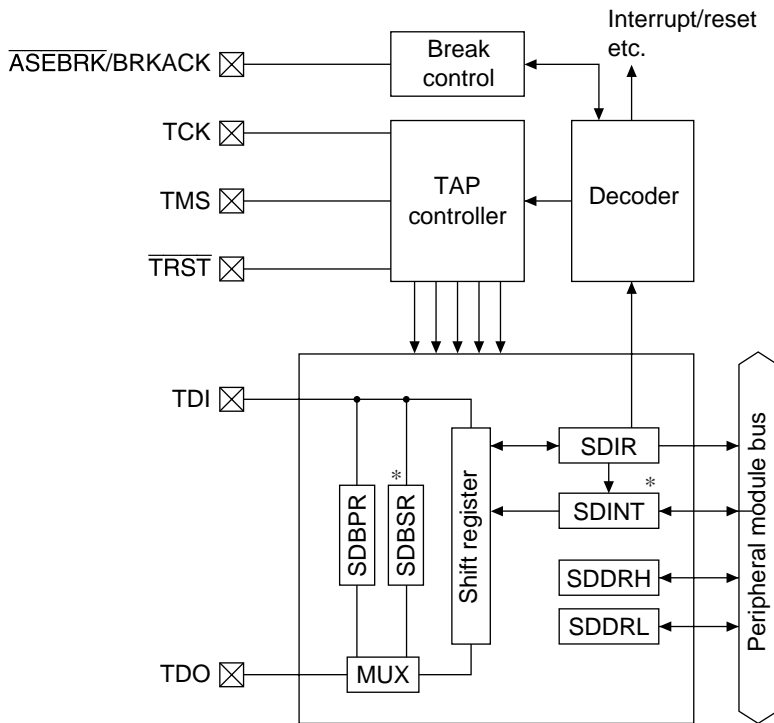 Interrupt/reset
etc.
ASEBRK/BRKACK
Break
control
TCK
TMS
TRST
TAP
controller
Decoder
TDI
SDBPR
*
SDBSR
Shift register
SDIR
*
SDINT
SDDRH
SDDRL
Peripheral module bus
TDO
MUX